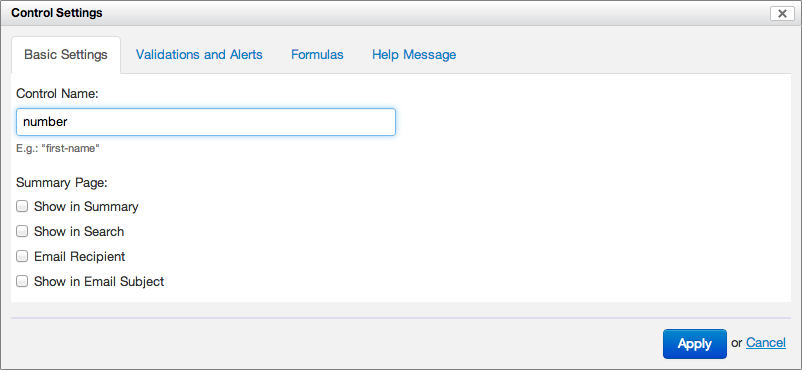 Control Settings
Basic Settings Validations and Alerts Formulas Help Message
Control Name:
number
E.g.: "first-name"
Summary Page:
Show in Summary
Show in Search
Email Recipient
Show in Email Subject
Apply or Cancel